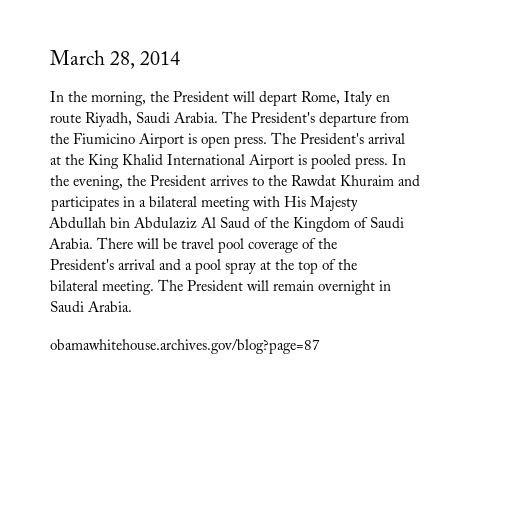 March 28, 2014
In the morning, the President will depart Rome, Italy en
route Riyadh, Saudi Arabia. The President's departure from
the Fiumicino Airport is open press. The President's arrival
at the King Khalid International Airport is pooled press. In
the evening, the President arrives to the Rawdat Khuraim and
participates in a bilateral meeting with His Majesty
Abdullah bin Abdulaziz Al Saud of the Kingdom of Saudi
Arabia. There will be travel pool coverage of the
President's arrival and a pool spray at the top of the
bilateral meeting. The President will remain overnight in
Saudi Arabia.
obamawhitehouse.archives.gov/blog?page=87